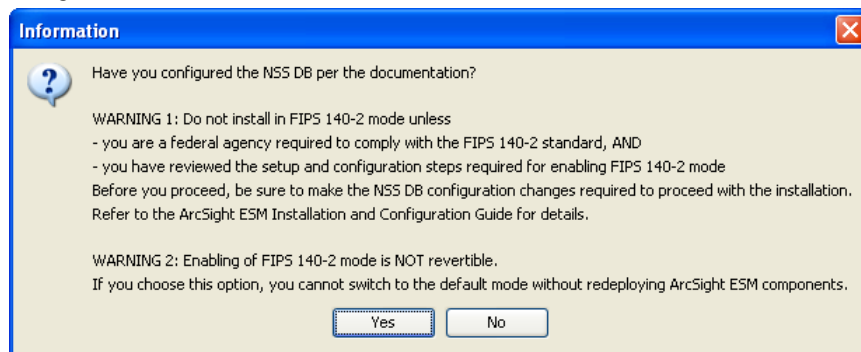 Information
Have you configured the NSS DB per the documentation?
WARNING 1: Do not install in FIPS 140-2 mode unless
- you are a federal agency required to comply with the FIPS 140-2 standard, AND
- you have reviewed the setup and configuration steps required for enabling FIPS 140-2 mode
Before you proceed, be sure to make the NSS DB configuration changes required to proceed with the installation.
Refer to the ArcSight ESM Installation and Configuration Guide for details.
WARNING 2: Enabling of FIPS 140-2 mode is NOT revertible.
If you choose this option, you cannot switch to the default mode without redeploying ArcSight ESM components.
Yes No